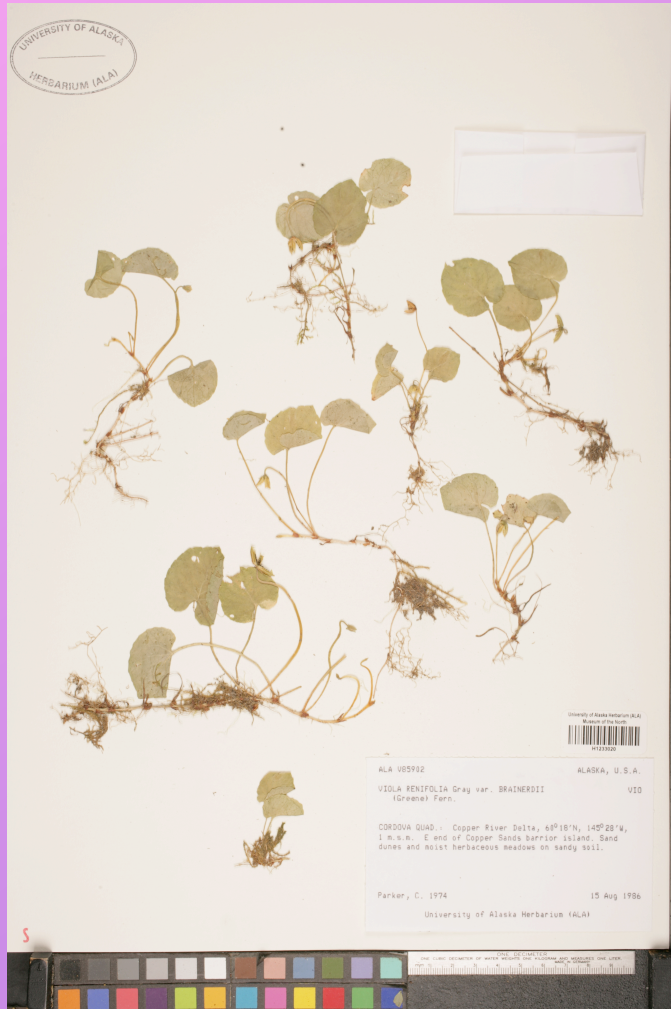 UNIVERSITY OF ALASKA
HERBARIUM (ALA)
University of Alaska Herbarium (ALA)
Museum of the North
H1233020
ALA V85902 ALASKA, U.S.A.
VIOLA RENIFOLIA Gray var. BRAINERDII VIO
(Greene) Fern.
CORDOVA QUAD.: Copper River Delta, 60°18'N, 145°28'W,
1 m.s.m. E end of Copper Sands barrior island. Sand
dunes and moist herbaceous meadows on sandy soil.
Parker, C. 1974 15 Aug 1986
University of Alaska Herbarium (ALA)
S
ONE DECIMETER